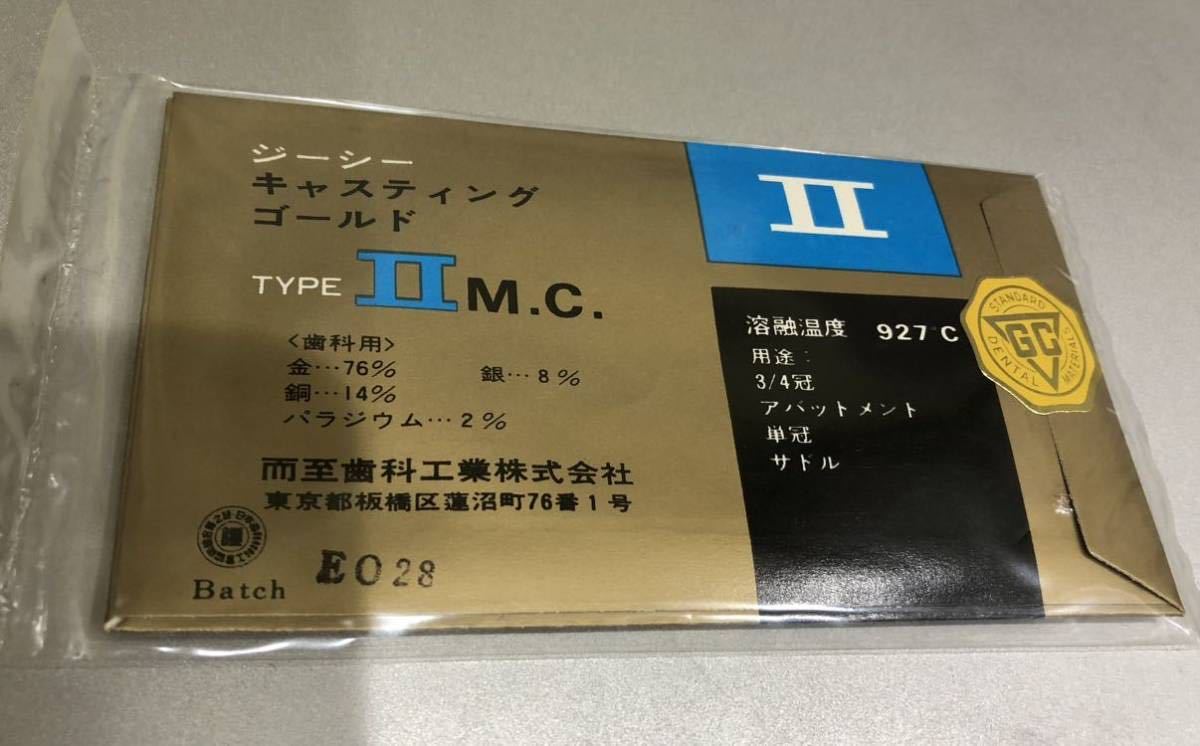 ジーシー
キャスティング
ゴールド
TYPE II M.C.
〈歯科用〉
金…76% 銀…8%
銅…14%
パラジウム…2%
而至歯科工業株式会社
東京都板橋区蓮沼町76番1号
Batch EO28
II
溶融温度 927°C
用途:
3/4冠
アバットメント
単冠
サドル
STANDARD
GC
DENTAL
MATERIALS